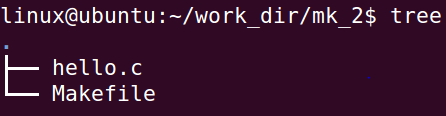 linux@ubuntu:~/work_dir/mk_2$ tree
.
├── hello.c
└── Makefile